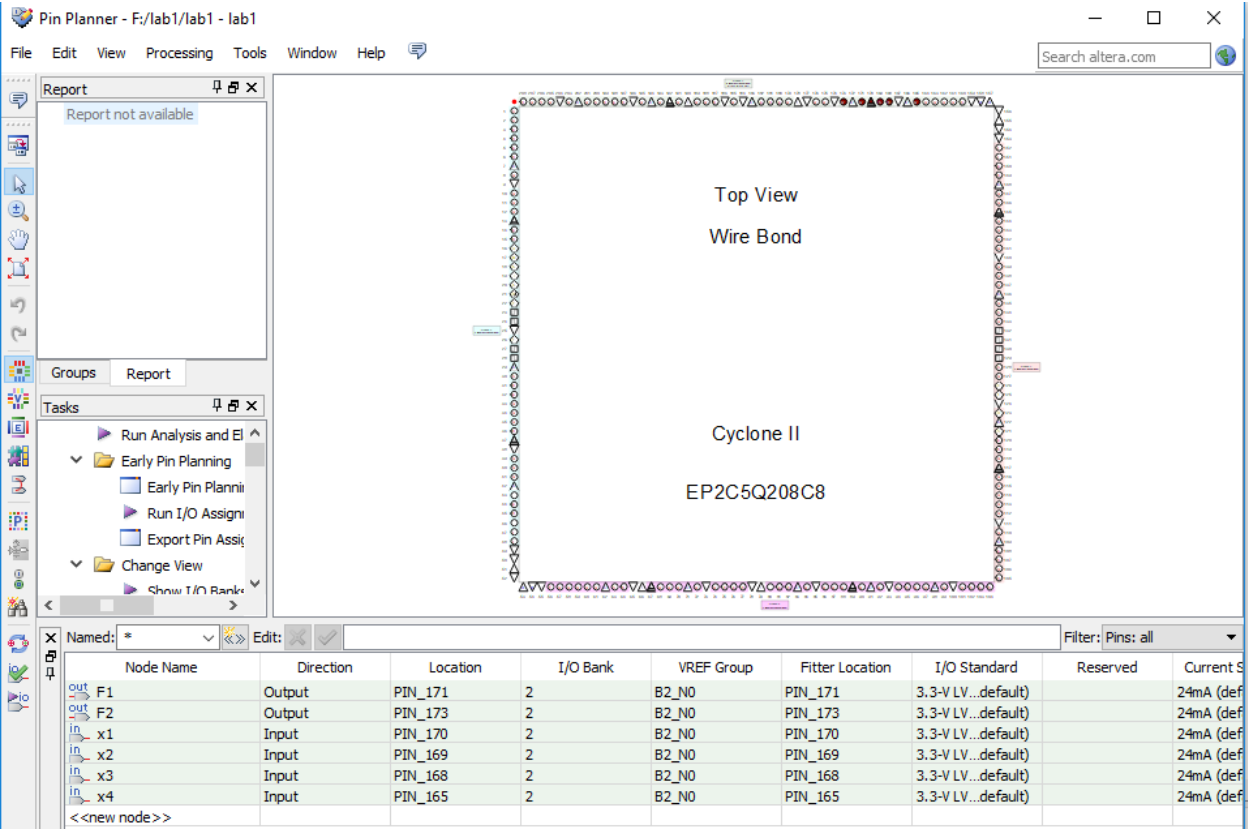 Pin Planner - F:/lab1/lab1 - lab1
File Edit View Processing Tools Window Help
Search altera.com
Report
Report not available
Groups Report
Tasks
Run Analysis and El
Early Pin Planning
Early Pin Plannin
Run I/O Assignn
Export Pin Assig
Change View
Show I/O Banks
Top View
Wire Bond
Cyclone II
EP2C5Q208C8
Named: * Edit: Filter: Pins: all
Node Name Direction Location I/O Bank VREF Group Fitter Location I/O Standard Reserved Current S
out F1 Output PIN_171 2 B2_N0 PIN_171 3.3-V LV...default) 24mA (def
out F2 Output PIN_173 2 B2_N0 PIN_173 3.3-V LV...default) 24mA (def
in x1 Input PIN_170 2 B2_N0 PIN_170 3.3-V LV...default) 24mA (def
in x2 Input PIN_169 2 B2_N0 PIN_169 3.3-V LV...default) 24mA (def
in x3 Input PIN_168 2 B2_N0 PIN_168 3.3-V LV...default) 24mA (def
in x4 Input PIN_165 2 B2_N0 PIN_165 3.3-V LV...default) 24mA (def
<<new node>>